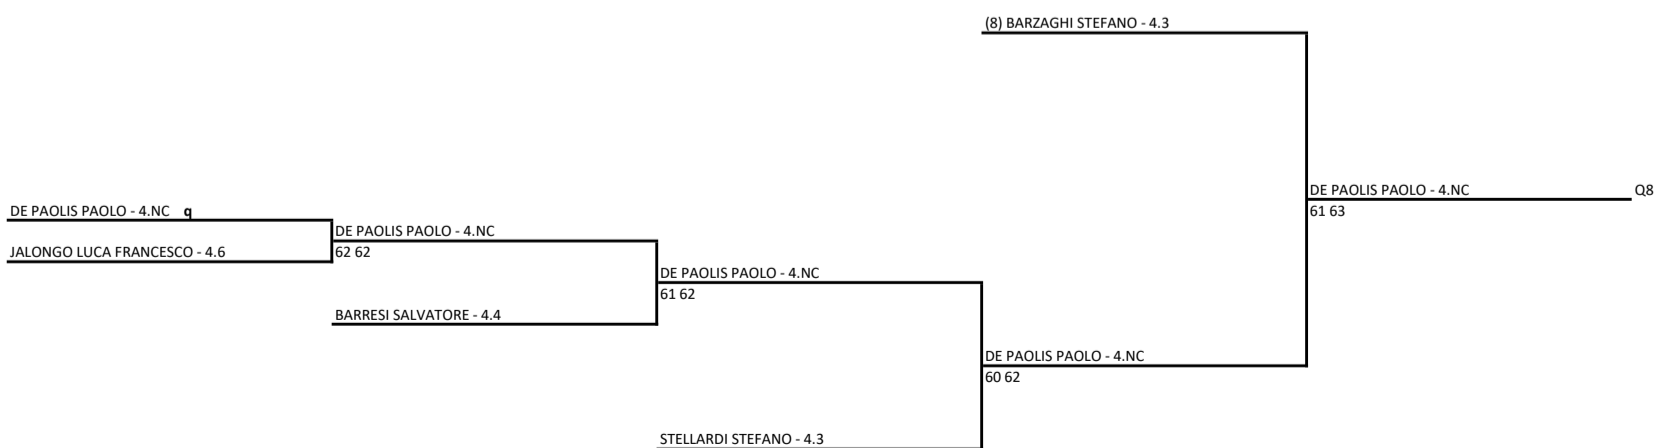 (8) BARZAGHI STEFANO - 4.3
DE PAOLIS PAOLO - 4.NC Q8
61 63
DE PAOLIS PAOLO - 4.NC q
DE PAOLIS PAOLO - 4.NC
JALONGO LUCA FRANCESCO - 4.6
62 62
DE PAOLIS PAOLO - 4.NC
61 62
BARRESI SALVATORE - 4.4
DE PAOLIS PAOLO - 4.NC
60 62
STELLARDI STEFANO - 4.3